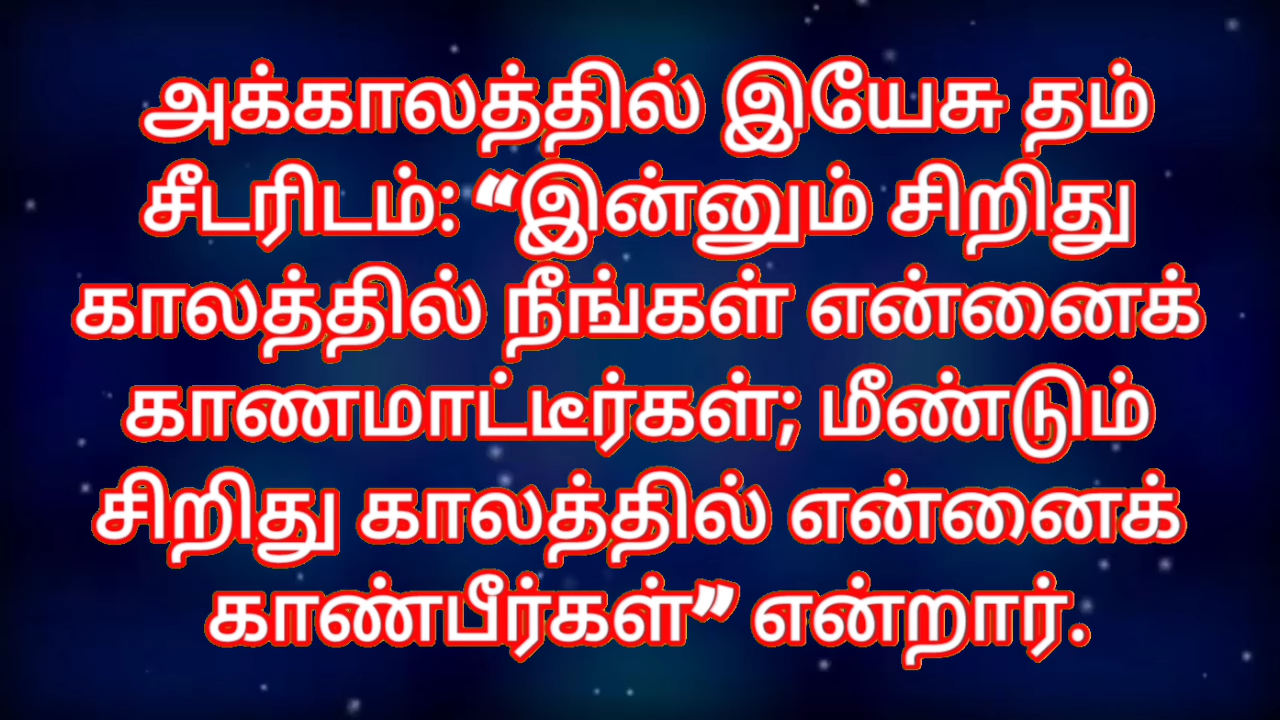 அக்காலத்தில் இயேசு தம்
சீடரிடம்: “இன்னும் சிறிது
காலத்தில் நீங்கள் என்னைக்
காணமாட்டீர்கள்; மீண்டும்
சிறிது காலத்தில் என்னைக்
காண்பீர்கள்” என்றார்.